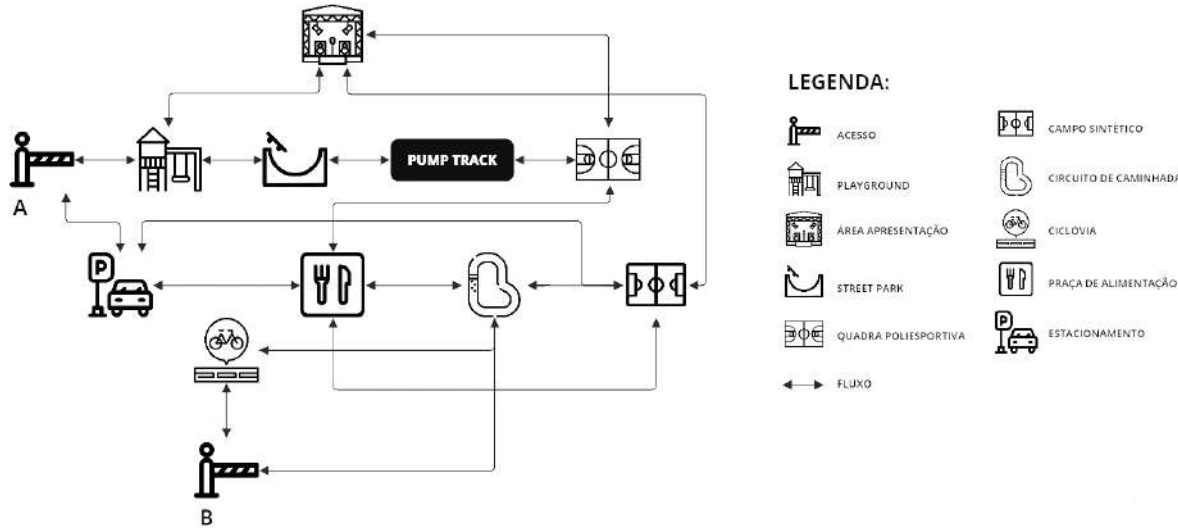 PUMP TRACK
A
P
B
LEGENDA:
ACESSO
PLAYGROUND
ÁREA APRESENTAÇÃO
STREET PARK
QUADRA POLIESPORTIVA
FLUXO
CAMPO SINTÉTICO
CIRCUITO DE CAMINHADA
CICLOVIA
PRAÇA DE ALIMENTAÇÃO
P
ESTACIONAMENTO